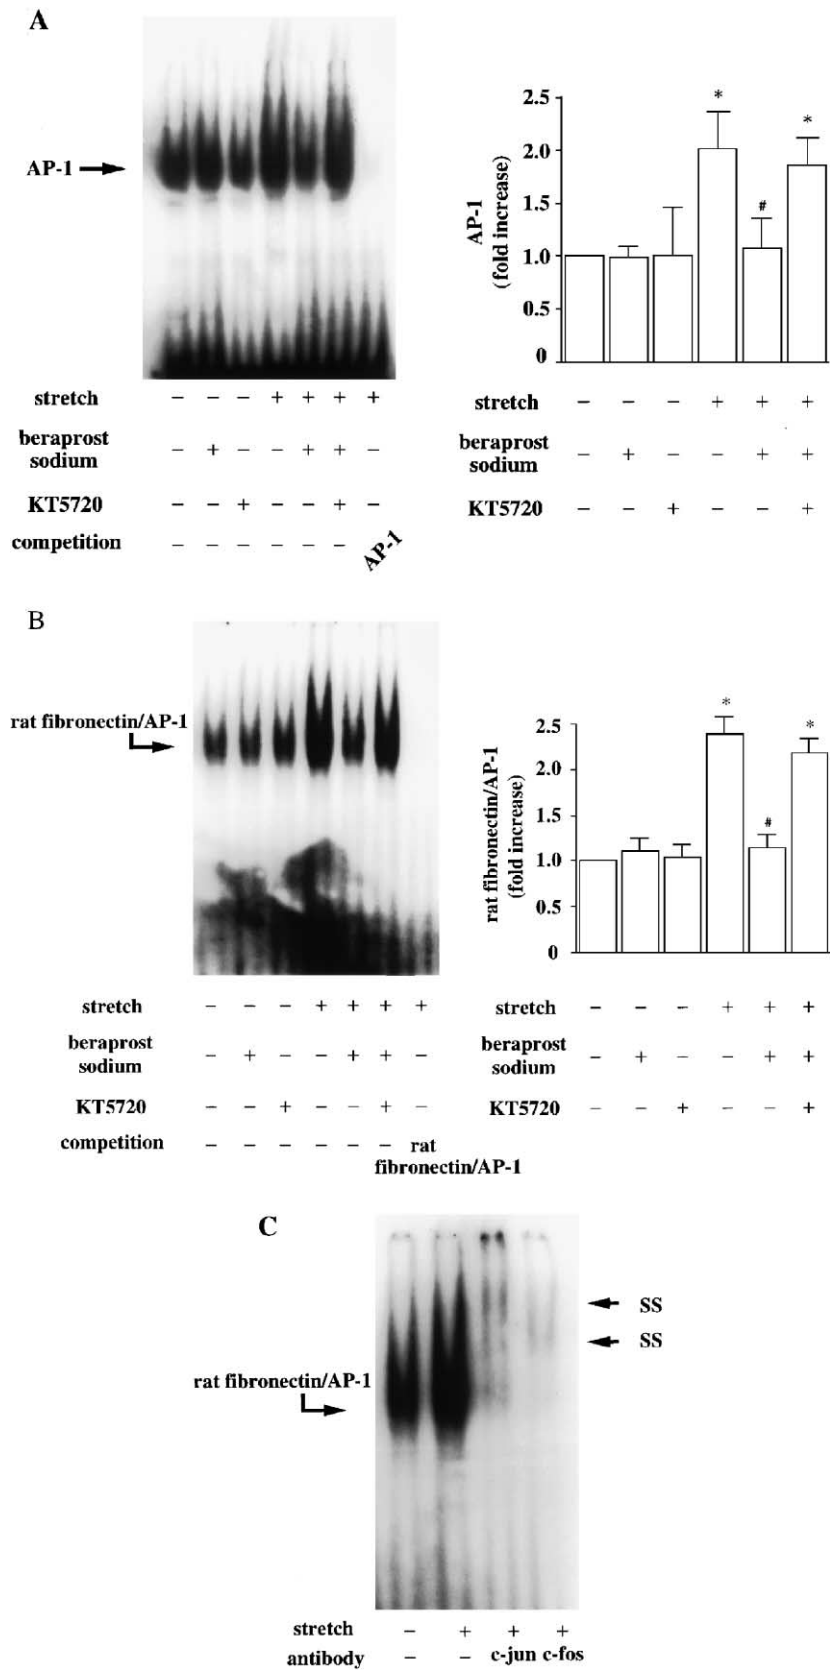 A
AP-1
AP-1
(fold increase)
2.5
2.0
1.5
1.0
0.5
0
*
#
*
stretch − − − + + + +
beraprost
sodium − + − − + + −
KT5720 − − + − − + −
competition − − − − − − AP-1
stretch − − − + + +
beraprost
sodium − + − − + +
KT5720 − − + − − +
B
rat fibronectin/AP-1
rat fibronectin/AP-1
(fold increase)
2.5
2.0
1.5
1.0
0.5
0
*
#
*
stretch − − − + + + +
beraprost
sodium − + − − + + −
KT5720 − − + − − + −
competition − − − − − − rat
fibronectin/AP-1
stretch − − − + + +
beraprost
sodium − + − − + +
KT5720 − − + − − +
C
rat fibronectin/AP-1
SS
SS
stretch − + + +
antibody − − c-jun c-fos